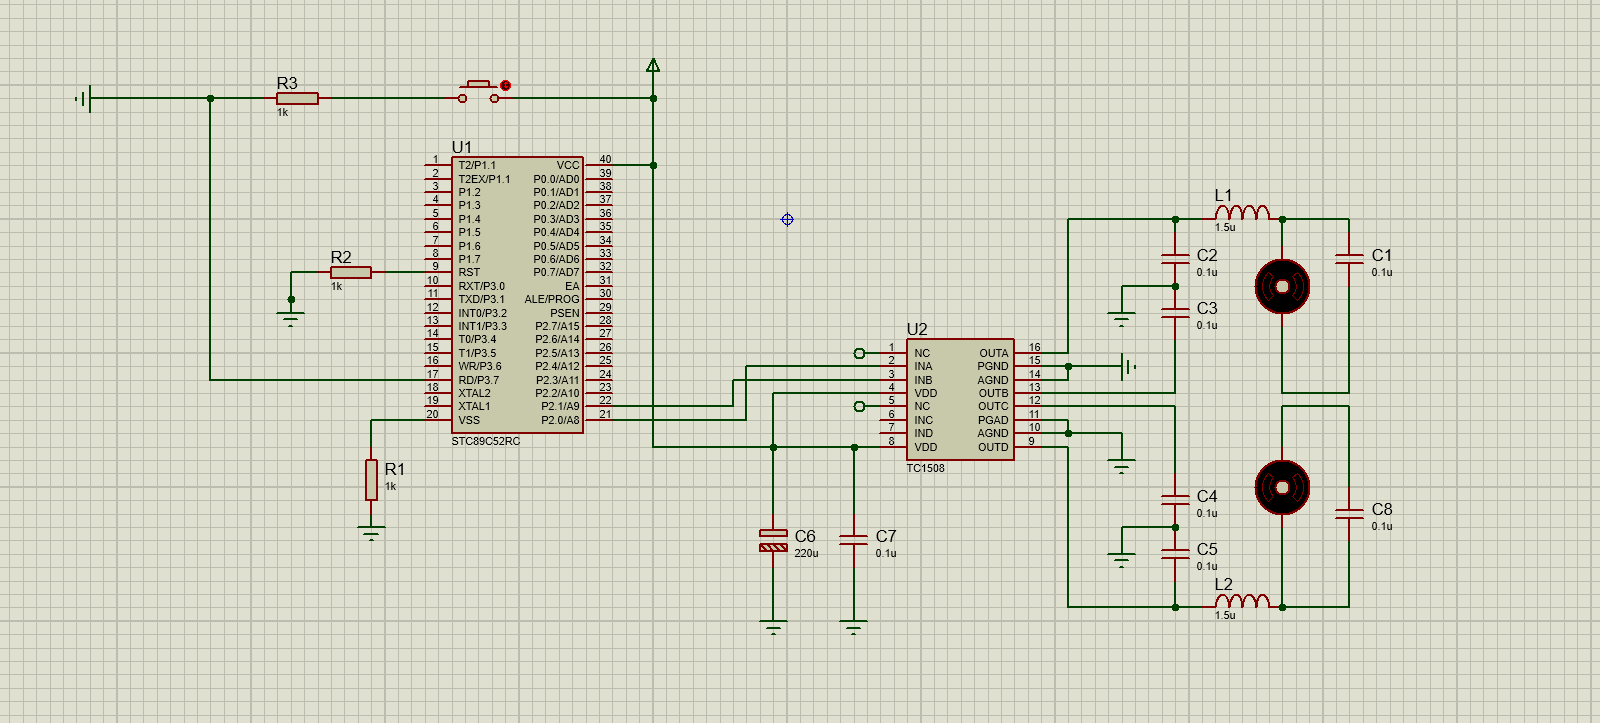 R3
1k
U1
1 T2/P1.1 VCC 40
2 T2EX/P1.1 P0.0/AD0 39
3 P1.2 P0.1/AD1 38
4 P1.3 P0.2/AD2 37
5 P1.4 P0.3/AD3 36
6 P1.5 P0.4/AD4 35
7 P1.6 P0.5/AD5 34
8 P1.7 P0.6/AD6 33
9 RST P0.7/AD7 32
10 RXT/P3.0 EA 31
11 TXD/P3.1 ALE/PROG 30
12 INT0/P3.2 PSEN 29
13 INT1/P3.3 P2.7/A15 28
14 T0/P3.4 P2.6/A14 27
15 T1/P3.5 P2.5/A13 26
16 WR/P3.6 P2.4/A12 25
17 RD/P3.7 P2.3/A11 24
18 XTAL2 P2.2/A10 23
19 XTAL1 P2.1/A9 22
20 VSS P2.0/A8 21
STC89C52RC
R2
1k
R1
1k
U2
1 NC OUTA 16
2 INA PGND 15
3 INB AGND 14
4 VDD OUTB 13
5 NC OUTC 12
6 INC PGAD 11
7 IND AGND 10
8 VDD OUTD 9
TC1508
C6
220u
C7
0.1u
L1
1.5u
C2
0.1u
C3
0.1u
C1
0.1u
C4
0.1u
C5
0.1u
C8
0.1u
L2
1.5u